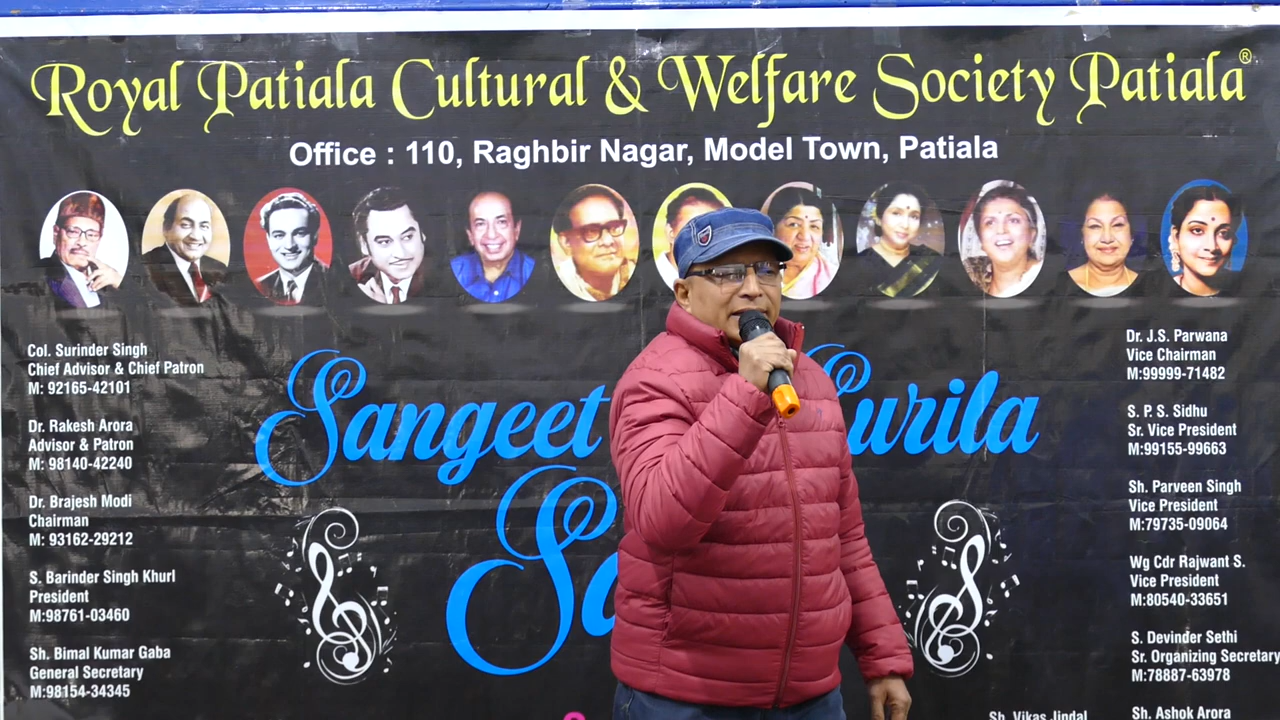 Royal Patiala Cultural & Welfare Society Patiala®
Office : 110, Raghbir Nagar, Model Town, Patiala
Col. Surinder Singh
Chief Advisor & Chief Patron
M: 92165-42101
Dr. Rakesh Arora
Advisor & Patron
M: 98140-42240
Dr. Brajesh Modi
Chairman
M: 93162-29212
S. Barinder Singh Khurl
President
M:98761-03460
Sh. Bimal Kumar Gaba
General Secretary
M:98154-34345
Sangeet
urila
Dr. J.S. Parwana
Vice Chairman
M:99999-71482
S. P. S. Sidhu
Sr. Vice President
M:99155-99663
Sh. Parveen Singh
Vice President
M:79735-09064
Wg Cdr Rajwant S.
Vice President
M:80540-33651
S. Devinder Sethi
Sr. Organizing Secretary
M:78887-63978
Sh. Vikas Jindal
Sh. Ashok Arora